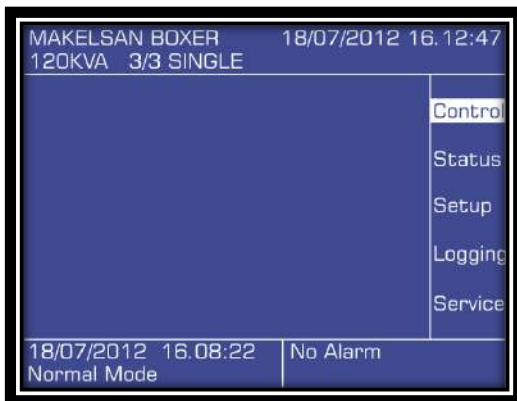 MAKELSAN BOXER 18/07/2012 16.12:47
120KVA 3/3 SINGLE
Control
Status
Setup
Logging
Service
18/07/2012 16.08:22 No Alarm
Normal Mode